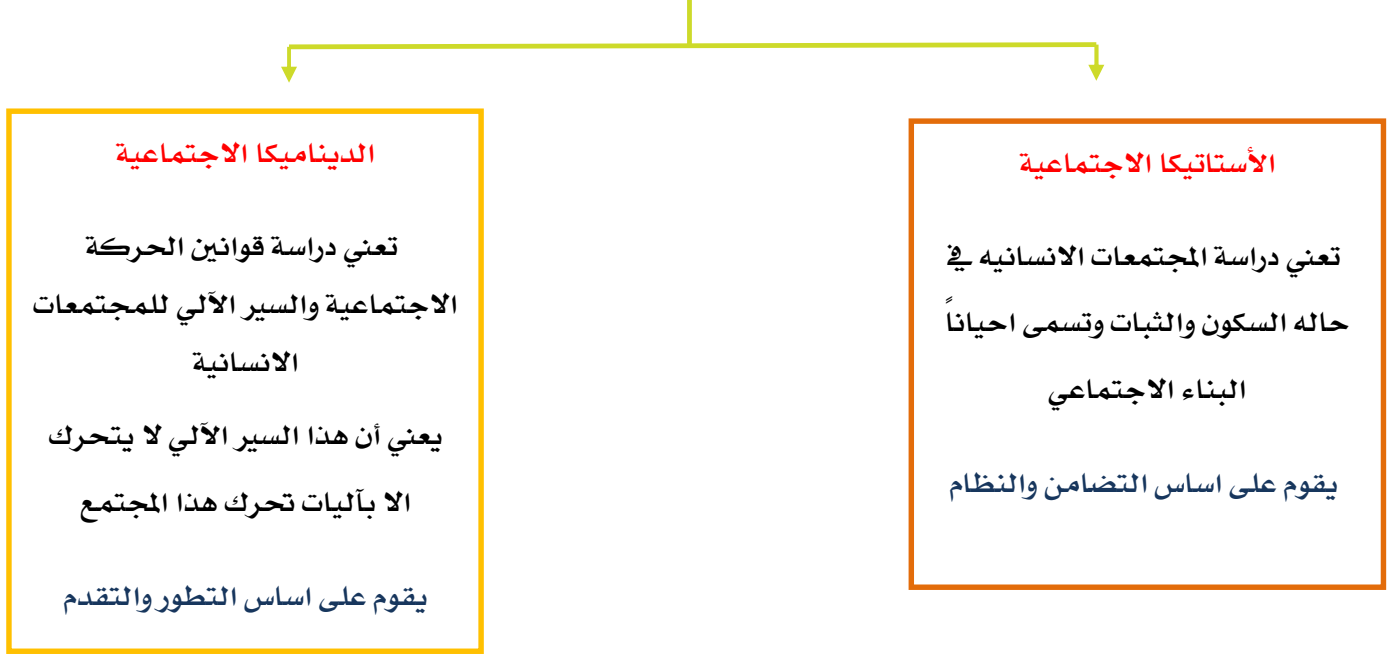 الأستاتيكا الاجتماعية
تعني دراسة المجتمعات الانسانيه في
حاله السكون والثبات وتسمى احياناً
البناء الاجتماعي
يقوم على اساس التضامن والنظام
الديناميكا الاجتماعية
تعني دراسة قوانين الحركة
الاجتماعية والسير الآلي للمجتمعات
الانسانية
يعني أن هذا السير الآلي لا يتحرك
الا بآليات تحرك هذا المجتمع
يقوم على اساس التطور والتقدم